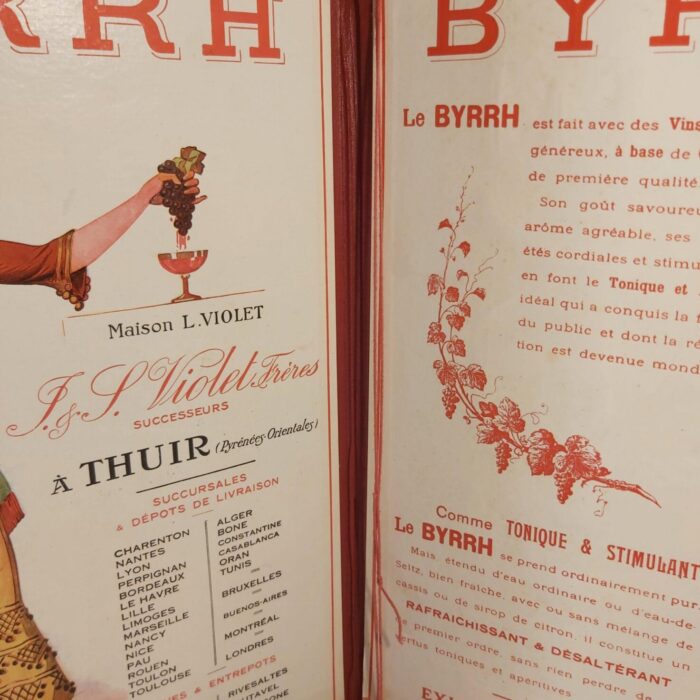 RRH
Maison L.VIOLET
J.&S.Violet Frères
SUCCESSEURS
À THUIR (Pyrénées-Orientales)
SUCCURSALES
& DÉPOTS DE LIVRAISON
CHARENTON
NANTES
LYON
PERPIGNAN
BORDEAUX
LE HAVRE
LILLE
LIMOGES
MARSEILLE
NANCY
NICE
PAU
ROUEN
TOULON
TOULOUSE
ALGER
BONE
CONSTANTINE
CASABLANCA
ORAN
TUNIS
BRUXELLES
BUENOS-AIRES
MONTRÉAL
LONDRES
& ENTREPOTS
RIVESALTES
BY
Le BYRRH est fait avec des Vins
généreux, à base de
de première qualité.
Son goût savoureux
arôme agréable, ses
étés cordiales et stimu
en font le Tonique et
idéal qui a conquis la f
du public et dont la ré
tion est devenue mond
Comme TONIQUE & STIMULANT
Le BYRRH se prend ordinairement pur
Mais étendu d'eau ordinaire ou d'eau-de
Seltz, bien fraîche, avec ou sans mélange de
cassis ou de sirop de citron, il constitue un
RAFRAICHISSANT & DÉSALTÉRANT
de premier ordre, sans rien perdre de
vertus toniques et apéritives.